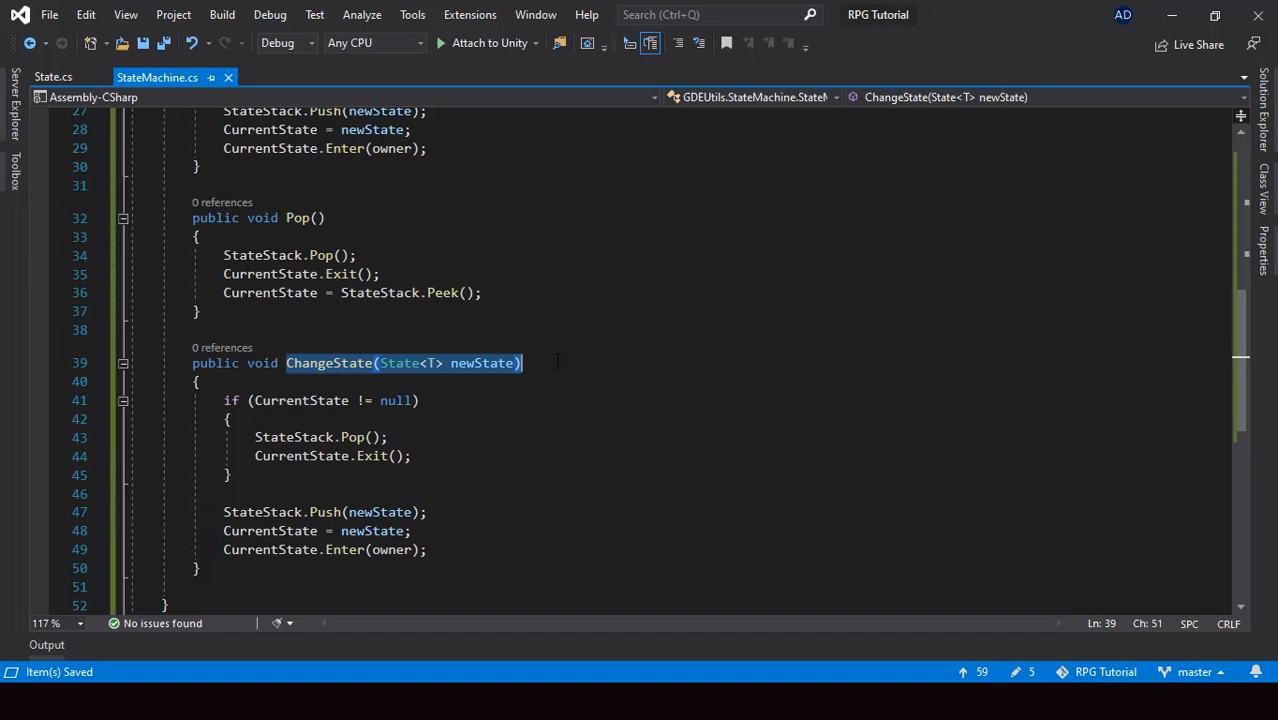 File Edit View Project Build Debug Test Analyze Tools Extensions Window Help Search (Ctrl+Q) RPG Tutorial AD
Debug Any CPU Attach to Unity Live Share
State.cs StateMachine.cs
Assembly-CSharp GDEUtils.StateMachine.StateM ChangeState(State<T> newState)
Server Explorer
Toolbox
Solution Explorer
Class View
Properties
27 StateStack.Push(newState);
28 CurrentState = newState;
29 CurrentState.Enter(owner);
30 }
31
0 references
32 public void Pop()
33 {
34 StateStack.Pop();
35 CurrentState.Exit();
36 CurrentState = StateStack.Peek();
37 }
38
0 references
39 public void ChangeState(State<T> newState)
40 {
41 if (CurrentState != null)
42 {
43 StateStack.Pop();
44 CurrentState.Exit();
45 }
46
47 StateStack.Push(newState);
48 CurrentState = newState;
49 CurrentState.Enter(owner);
50 }
51
52 }
117 % No issues found Ln: 39 Ch: 51 SPC CRLF
Output
Item(s) Saved 59 5 RPG Tutorial master